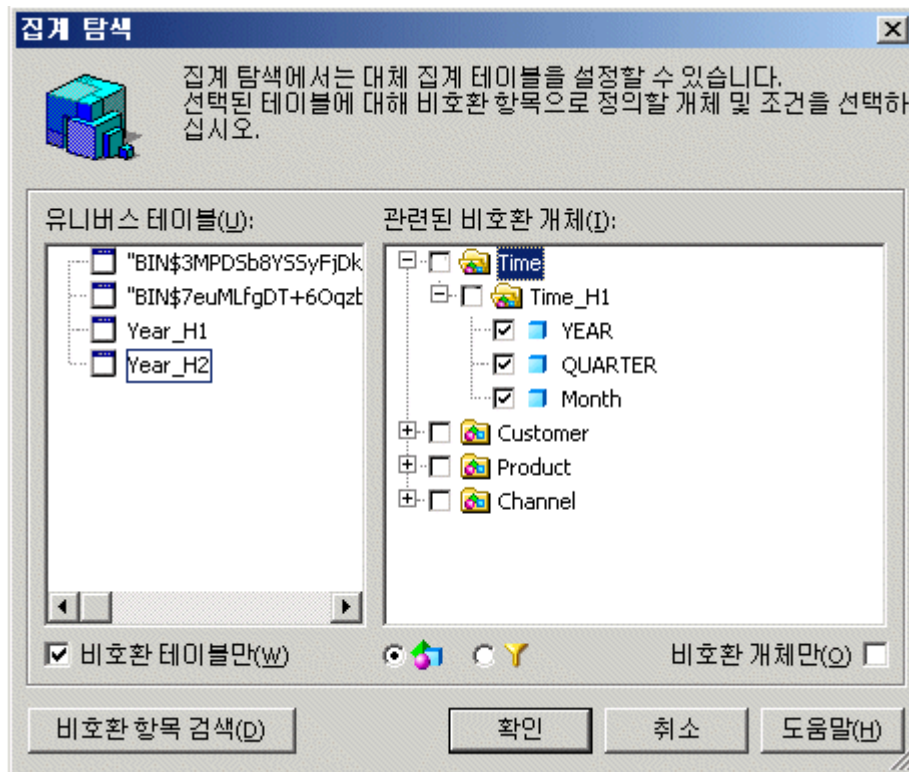 집계 탐색
집계 탐색에서는 대체 집계 테이블을 설정할 수 있습니다.
선택된 테이블에 대해 비호환 항목으로 정의할 개체 및 조건을 선택하
십시오.
유니버스 테이블(U):
"BIN$3MPDSb8YSSyFjDk
"BIN$7euMLfgDT+6Oqzb
Year_H1
Year_H2
관련된 비호환 개체(I):
Time
Time_H1
YEAR
QUARTER
Month
Customer
Product
Channel
비호환 테이블만(W)
비호환 개체만(O)
비호환 항목 검색(D)
확인
취소
도움말(H)